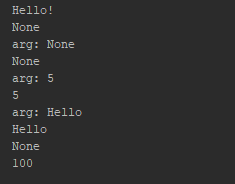 Hello!
None
arg: None
None
arg: 5
5
arg: Hello
Hello
None
100